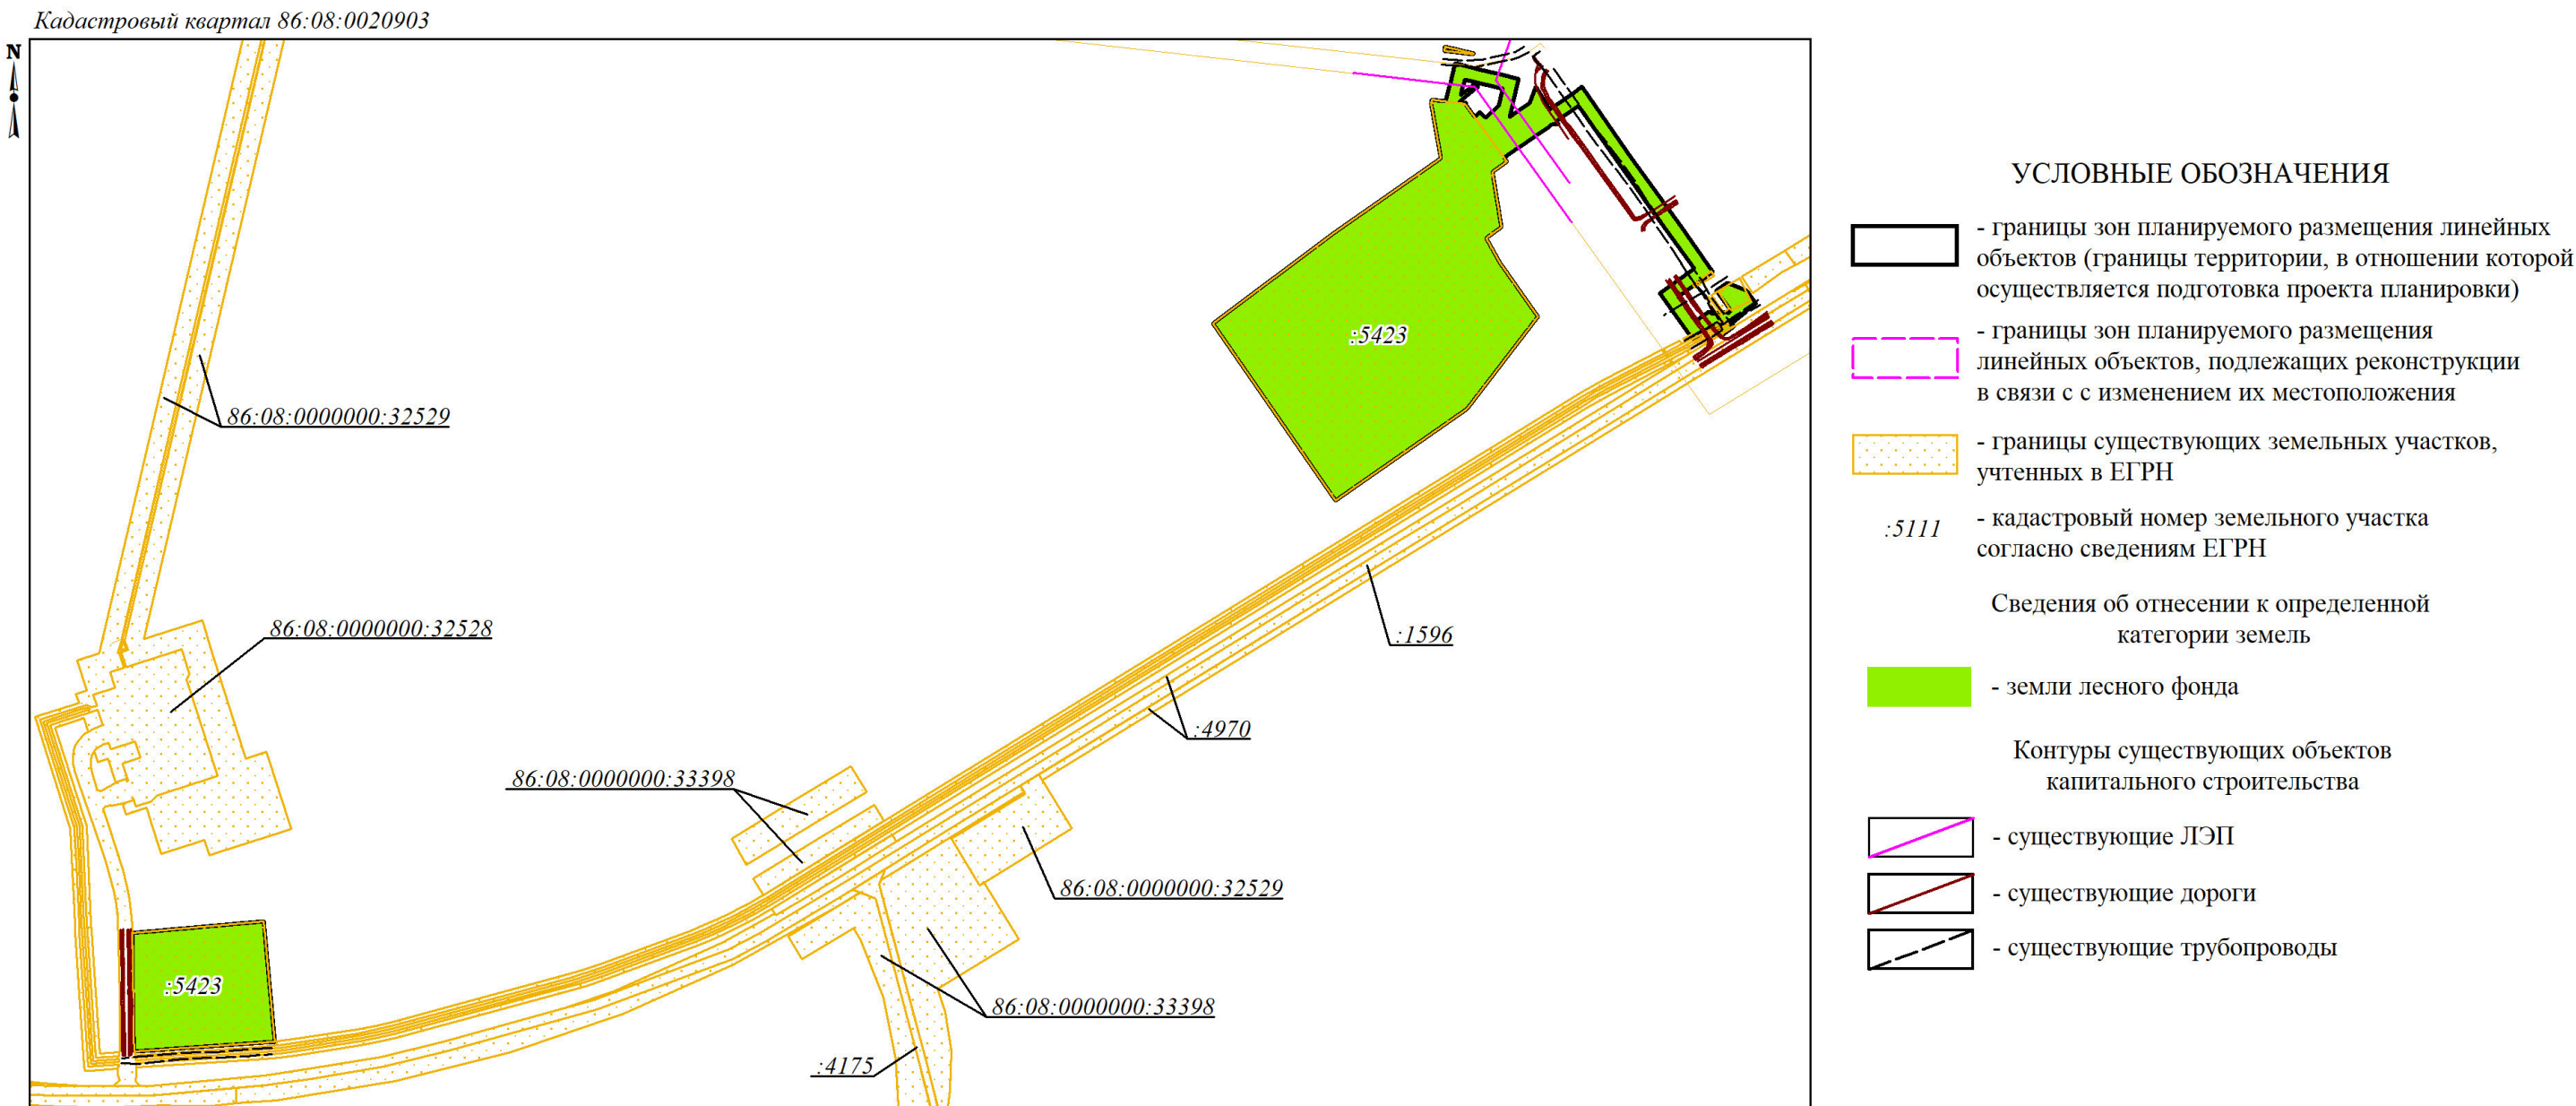 Кадастровый квартал 86:08:0020903
N
:5423
86:08:0000000:32529
86:08:0000000:32528
:1596
:4970
86:08:0000000:33398
86:08:0000000:32529
:5423
86:08:0000000:33398
:4175
УСЛОВНЫЕ ОБОЗНАЧЕНИЯ
- границы зон планируемого размещения линейных
объектов (границы территории, в отношении которой
осуществляется подготовка проекта планировки)
- границы зон планируемого размещения
линейных объектов, подлежащих реконструкции
в связи с с изменением их местоположения
- границы существующих земельных участков,
учтенных в ЕГРН
:5111
- кадастровый номер земельного участка
согласно сведениям ЕГРН
Сведения об отнесении к определенной
категории земель
- земли лесного фонда
Контуры существующих объектов
капитального строительства
- существующие ЛЭП
- существующие дороги
- существующие трубопроводы